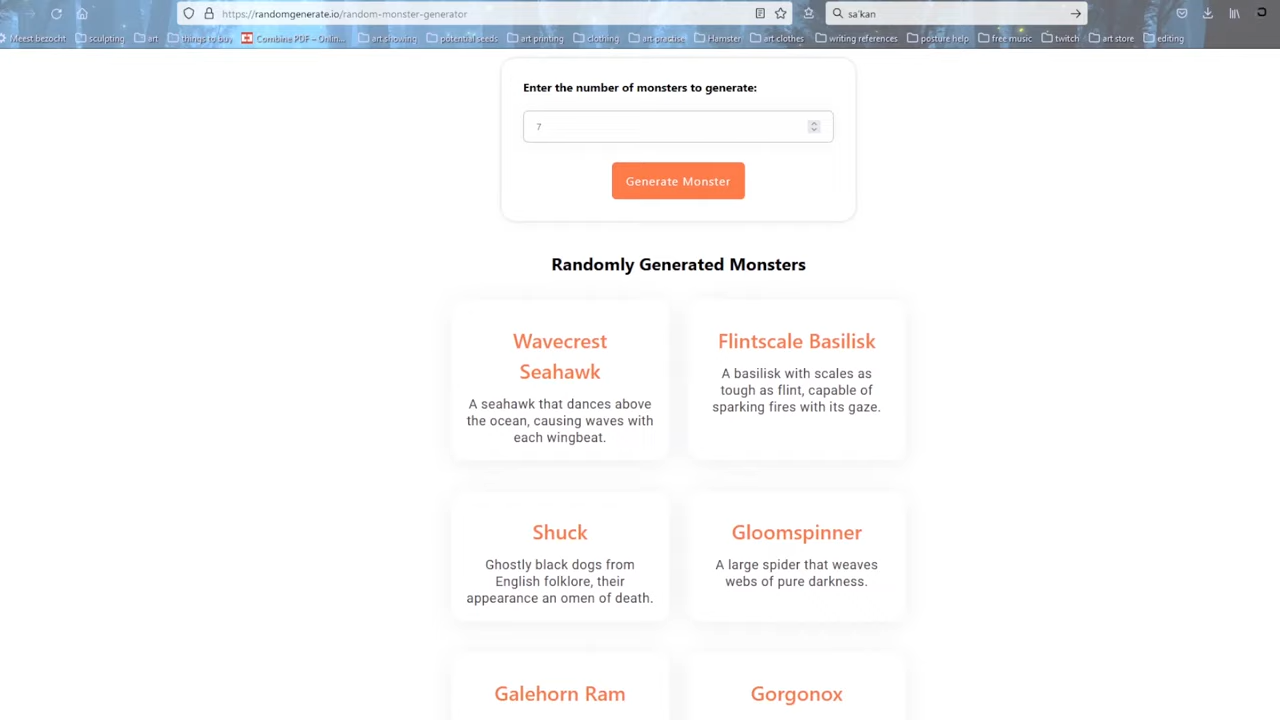 https://randomgenerate.io/random-monster-generator
sa'kan
Meest bezocht sculpting art things to buy Combine PDF – Onlin... art showing potential seeds art printing clothing art practise Hamster art clothes writing references posture help free music twitch art store editing
Enter the number of monsters to generate:
7
Generate Monster
Randomly Generated Monsters
Wavecrest
Seahawk
A seahawk that dances above
the ocean, causing waves with
each wingbeat.
Flintscale Basilisk
A basilisk with scales as
tough as flint, capable of
sparking fires with its gaze.
Shuck
Ghostly black dogs from
English folklore, their
appearance an omen of death.
Gloomspinner
A large spider that weaves
webs of pure darkness.
Galehorn Ram
Gorgonox